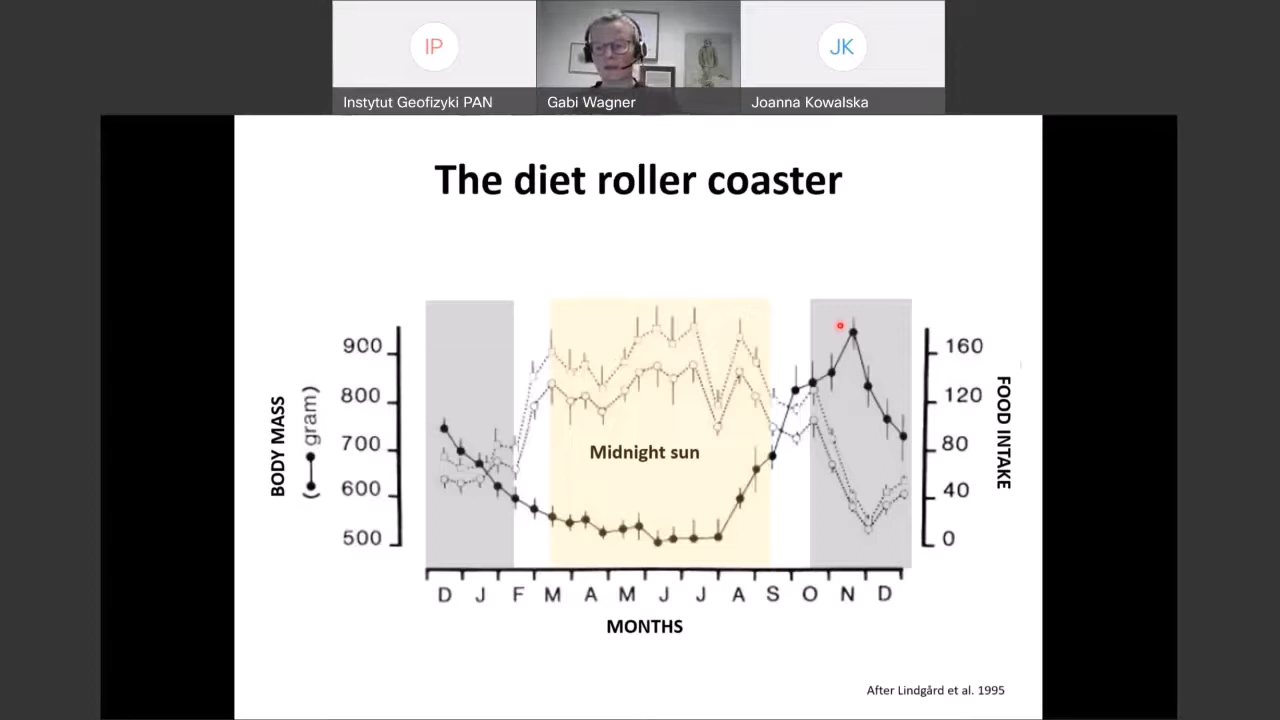 IP
JK
Instytut Geofizyki PAN
Gabi Wagner
Joanna Kowalska
The diet roller coaster
BODY MASS
(●─● gram)
900
800
700
600
500
Midnight sun
160
120
80
40
0
FOOD INTAKE
D J F M A M J J A S O N D
MONTHS
After Lindgård et al. 1995